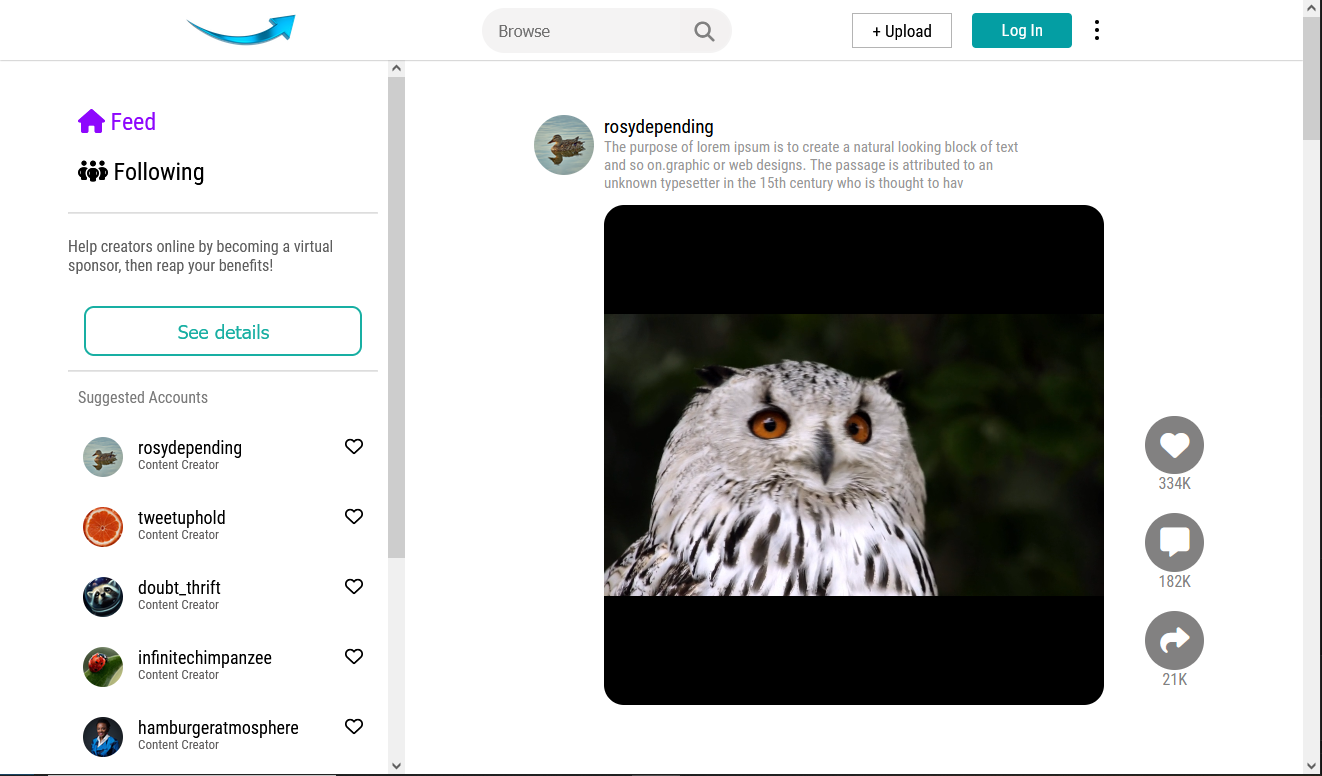 Browse
+ Upload
Log In
Feed
Following
Help creators online by becoming a virtual
sponsor, then reap your benefits!
See details
Suggested Accounts
rosydepending
Content Creator
tweetuphold
Content Creator
doubt_thrift
Content Creator
infinitechimpanzee
Content Creator
hamburgeratmosphere
Content Creator
rosydepending
The purpose of lorem ipsum is to create a natural looking block of text
and so on.graphic or web designs. The passage is attributed to an
unknown typesetter in the 15th century who is thought to hav
334K
182K
21K